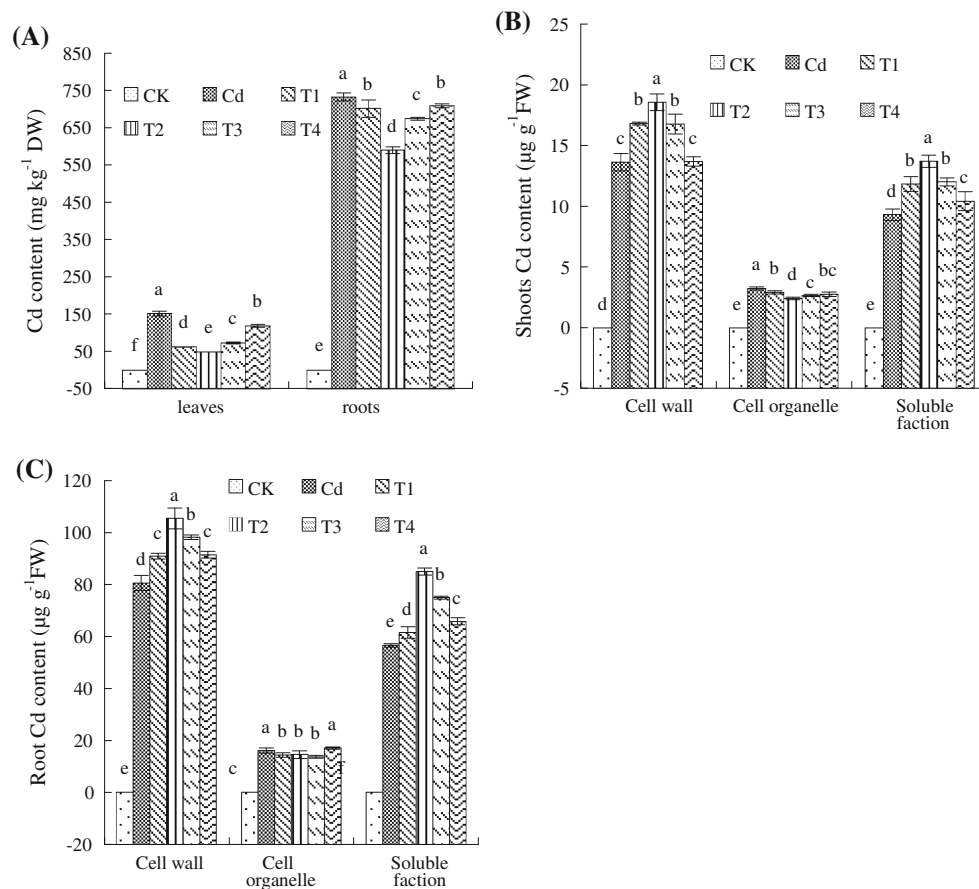 (A)
Cd content (mg kg⁻¹ DW)
850
750
650
550
450
350
250
150
50
-50
CK Cd T1
T2 T3 T4
f a d e c b
e a b d c b
leaves roots
(B)
Shoots Cd content (µg g⁻¹FW)
25
20
15
10
5
0
-5
CK Cd T1
T2 T3 T4
d c b a b c
e a b d c bc
e d b a b c
Cell wall Cell organelle Soluble
faction
(C)
Root Cd content (µg g⁻¹FW)
120
100
80
60
40
20
0
-20
CK Cd T1
T2 T3 T4
e d c a b c
c a b b b a
f e d a b c
Cell wall Cell Soluble
organelle faction